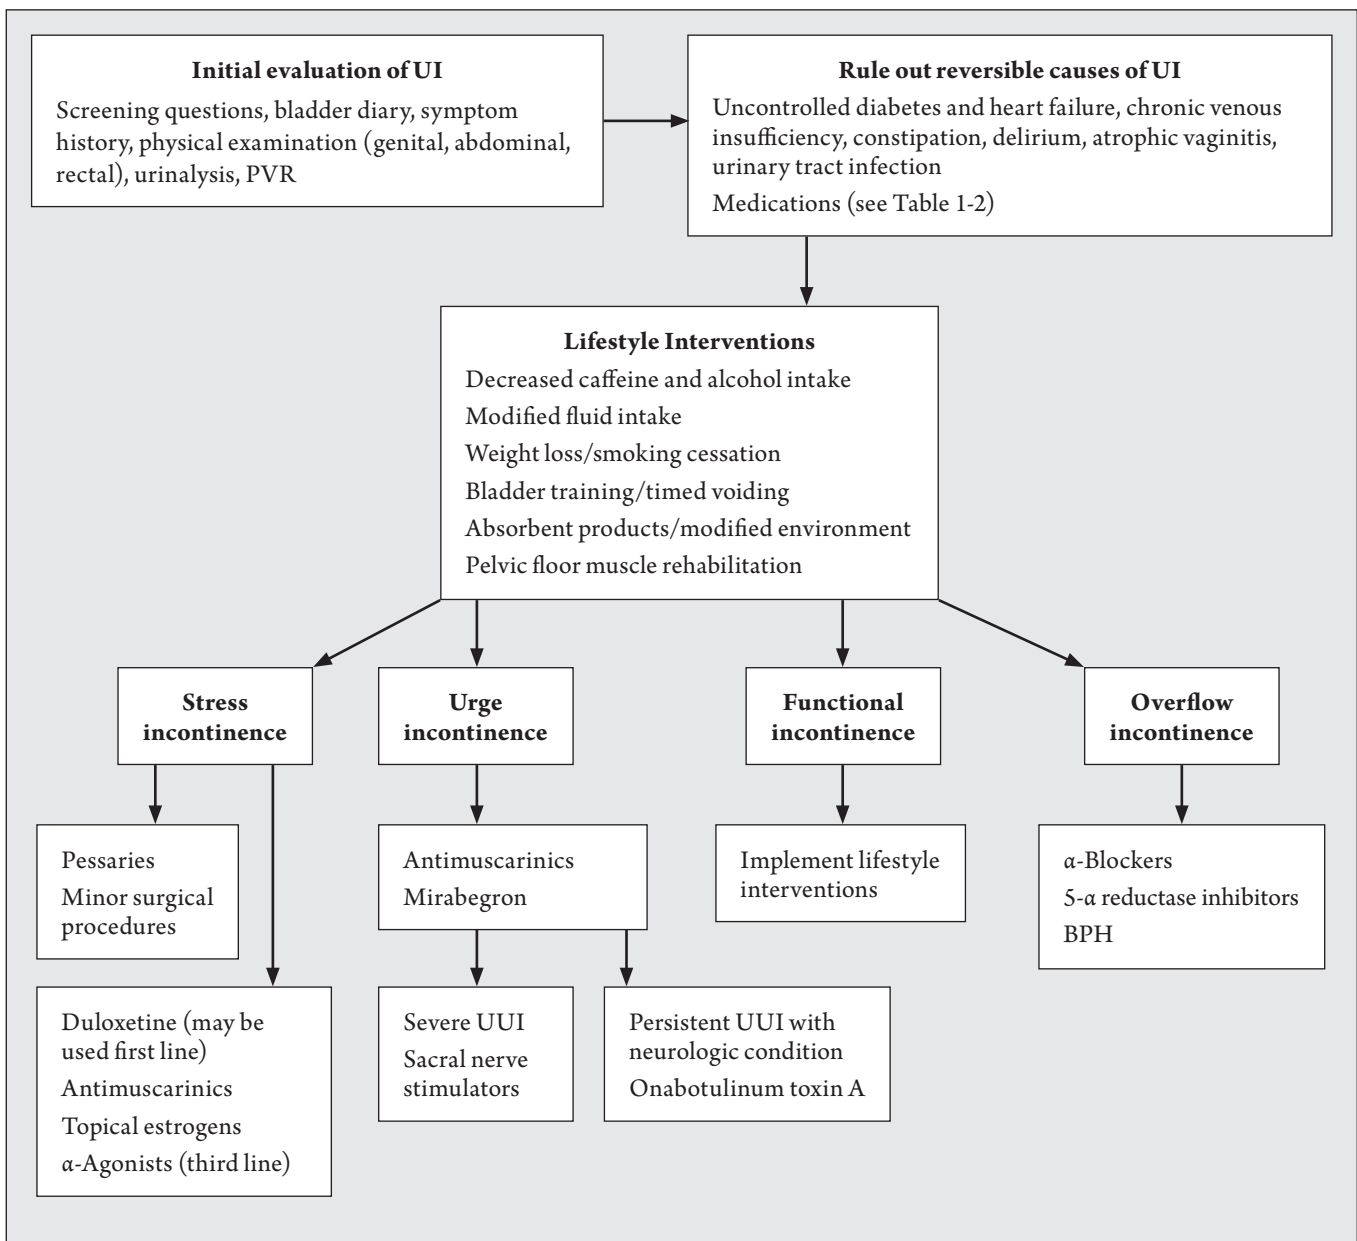 Initial evaluation of UI
Screening questions, bladder diary, symptom
history, physical examination (genital, abdominal,
rectal), urinalysis, PVR
Rule out reversible causes of UI
Uncontrolled diabetes and heart failure, chronic venous
insufficiency, constipation, delirium, atrophic vaginitis,
urinary tract infection
Medications (see Table 1-2)
Lifestyle Interventions
Decreased caffeine and alcohol intake
Modified fluid intake
Weight loss/smoking cessation
Bladder training/timed voiding
Absorbent products/modified environment
Pelvic floor muscle rehabilitation
Stress
incontinence
Urge
incontinence
Functional
incontinence
Overflow
incontinence
Pessaries
Minor surgical
procedures
Antimuscarinics
Mirabegron
Implement lifestyle
interventions
α-Blockers
5-α reductase inhibitors
BPH
Duloxetine (may be
used first line)
Antimuscarinics
Topical estrogens
α-Agonists (third line)
Severe UUI
Sacral nerve
stimulators
Persistent UUI with
neurologic condition
Onabotulinum toxin A